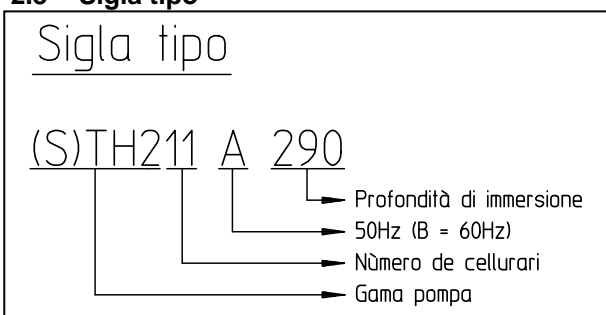 2.3 Sigla tipo
Sigla tipo
(S)TH211 A 290
Profondità di immersione
50Hz (B = 60Hz)
Nùmero de cellurari
Gama pompa